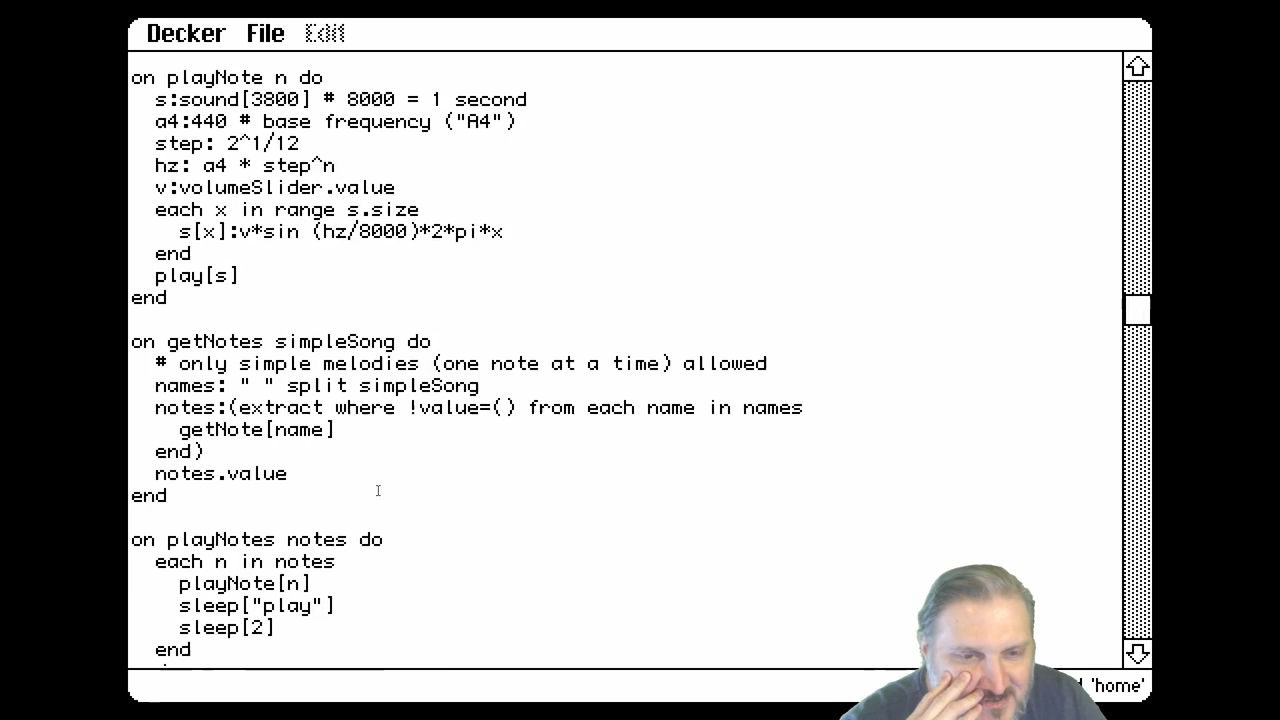 Decker File Edit
on playNote n do
  s:sound[3800] # 8000 = 1 second
  a4:440 # base frequency ("A4")
  step: 2^1/12
  hz: a4 * step^n
  v:volumeSlider.value
  each x in range s.size
    s[x]:v*sin (hz/8000)*2*pi*x
  end
  play[s]
end
on getNotes simpleSong do
  # only simple melodies (one note at a time) allowed
  names: " " split simpleSong
  notes:(extract where !value=() from each name in names
    getNote[name]
  end)
  notes.value
end
on playNotes notes do
  each n in notes
    playNote[n]
    sleep["play"]
    sleep[2]
  end
'home'